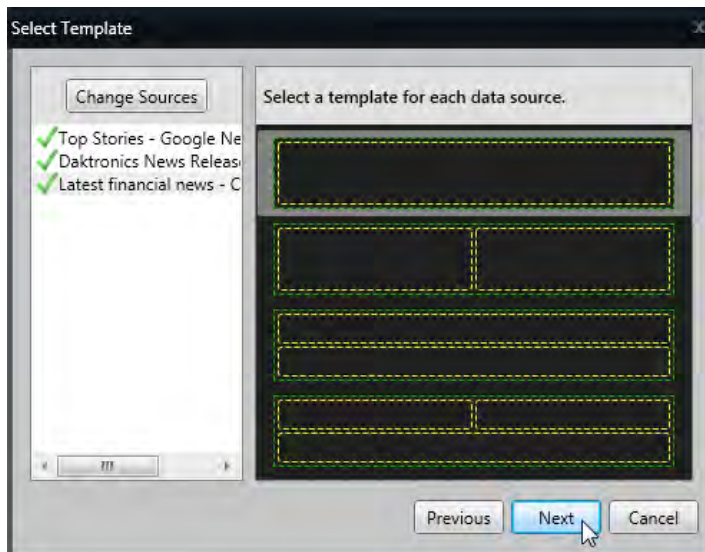 Select Template
Change Sources
Select a template for each data source.
Top Stories - Google Ne
Daktronics News Releas
Latest financial news - C
Previous
Next
Cancel